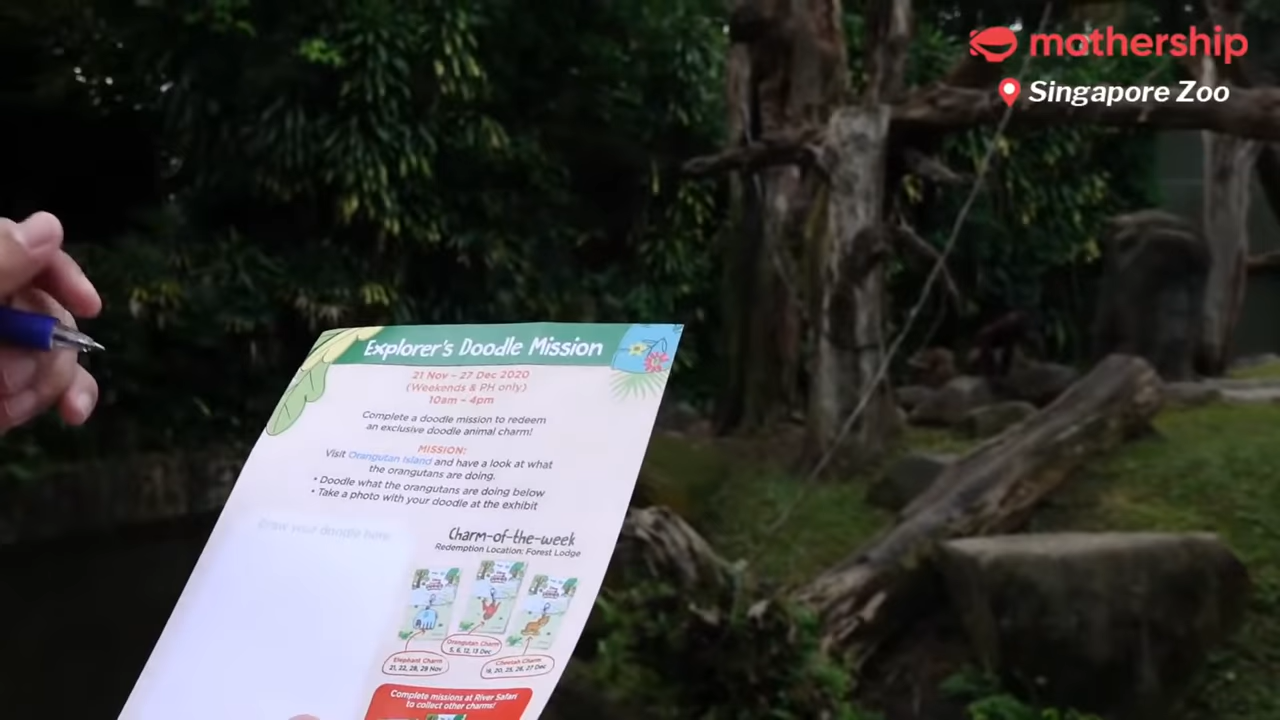 mothership
Singapore Zoo
Explorer's Doodle Mission
21 Nov – 27 Dec 2020
(Weekends & PH only)
10am – 4pm
Complete a doodle mission to redeem
an exclusive doodle animal charm!
MISSION:
Visit Orangutan Island and have a look at what
the orangutans are doing.
• Doodle what the orangutans are doing below
• Take a photo with your doodle at the exhibit
Draw your doodle here
Charm-of-the-week
Redemption Location: Forest Lodge
Orangutan Charm
5, 6, 12, 13 Dec
Elephant Charm
21, 22, 28, 29 Nov
Cheetah Charm
19, 20, 25, 26, 27 Dec
Complete missions at River Safari
to collect other charms!